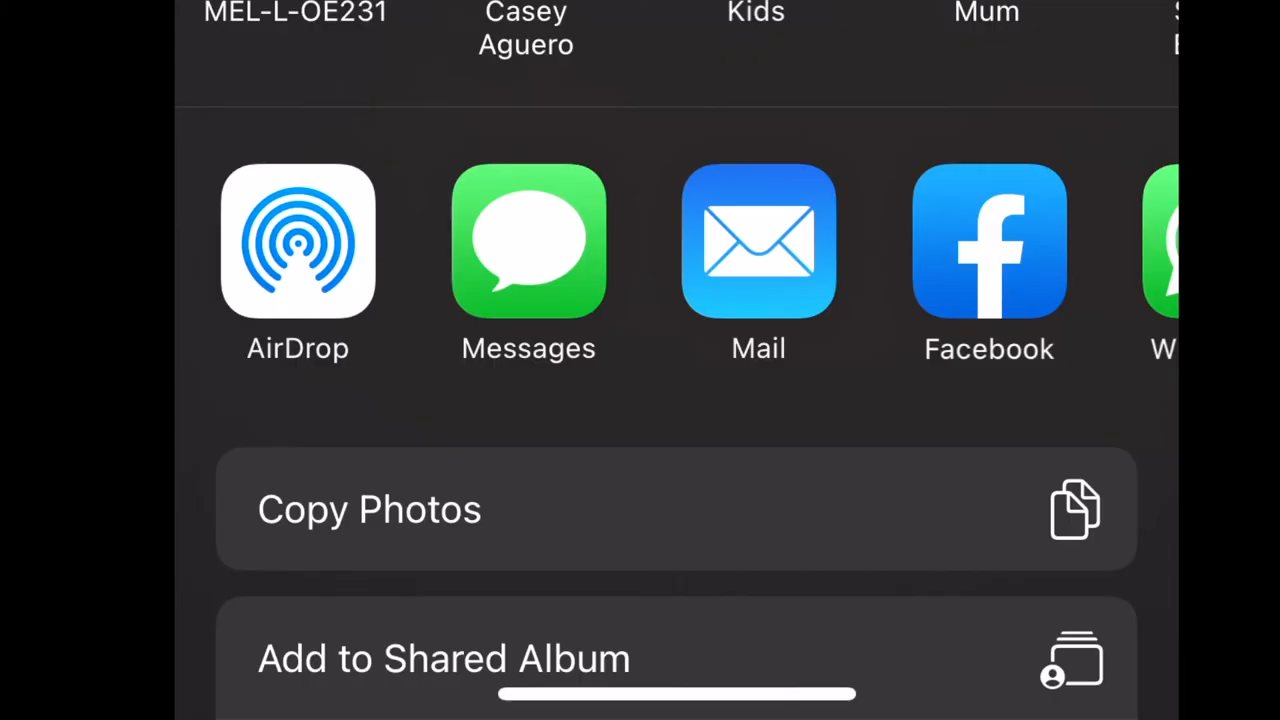 MEL-L-OE231
Casey
Aguero
Kids
Mum
AirDrop
Messages
Mail
Facebook
W
Copy Photos
Add to Shared Album